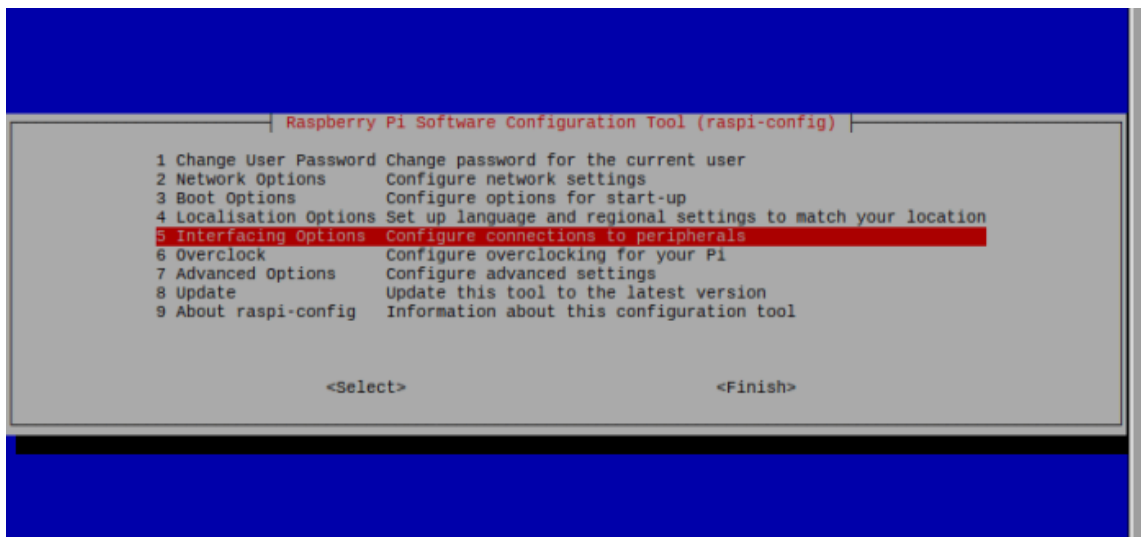 Raspberry Pi Software Configuration Tool (raspi-config)
1 Change User Password Change password for the current user
2 Network Options Configure network settings
3 Boot Options Configure options for start-up
4 Localisation Options Set up language and regional settings to match your location
5 Interfacing Options Configure connections to peripherals
6 Overclock Configure overclocking for your Pi
7 Advanced Options Configure advanced settings
8 Update Update this tool to the latest version
9 About raspi-config Information about this configuration tool
<Select> <Finish>